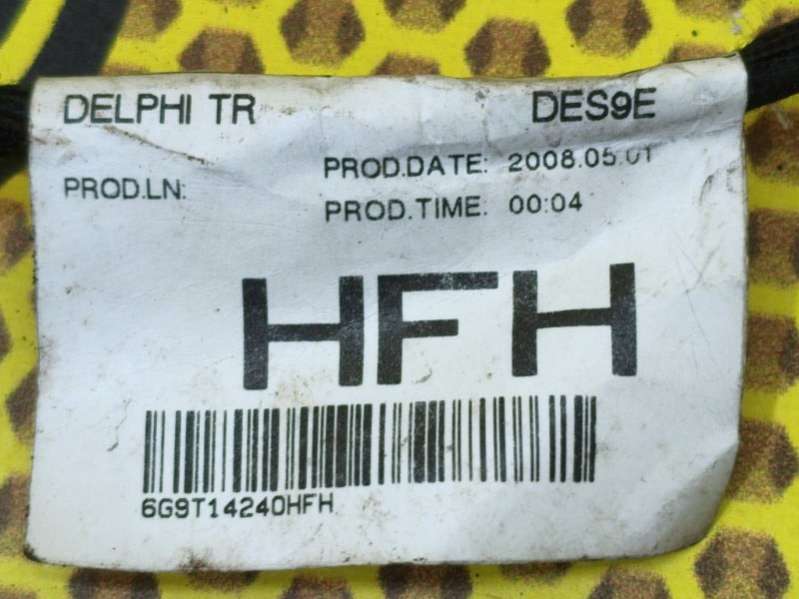 DELPHI TR DES9E
PROD.DATE: 2008.05.01
PROD.LN:
PROD.TIME: 00:04
HFH
6G9T14240HFH